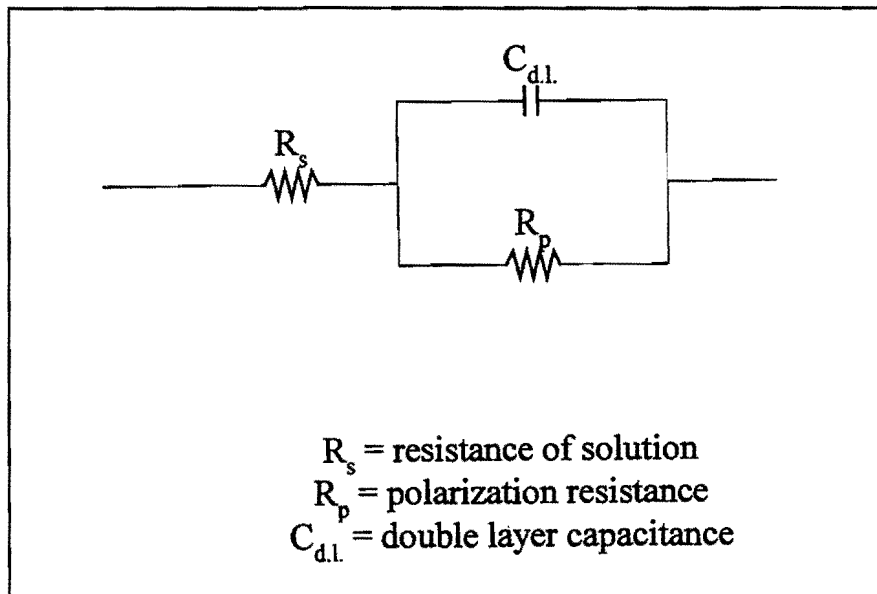 C_d.l.
R_s
R_p
R_s = resistance of solution
R_p = polarization resistance
C_d.l. = double layer capacitance